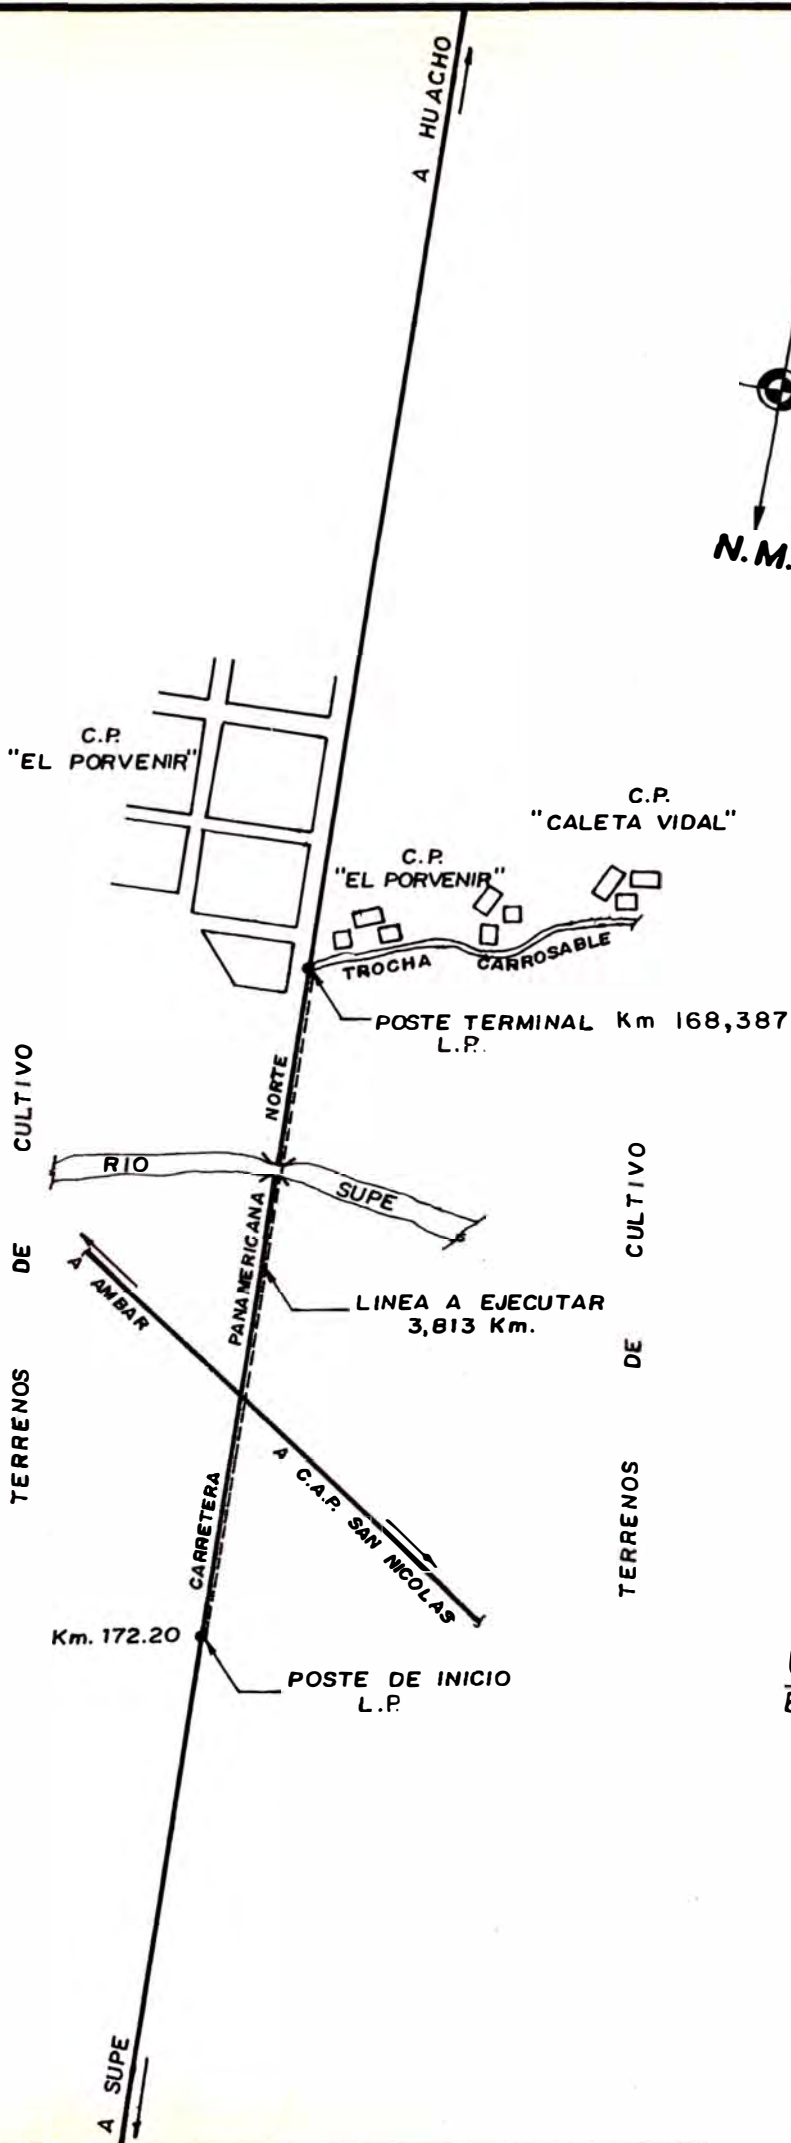 A HUACHO
N.M.
C.P.
"EL PORVENIR"
C.P.
"CALETA VIDAL"
C.P.
"EL PORVENIR"
TROCHA CARROSABLE
POSTE TERMINAL Km 168,387
L.P.
TERRENOS DE CULTIVO
CARRETERA PANAMERICANA NORTE
RIO SUPE
TERRENOS DE CULTIVO
A AMBAR
LINEA A EJECUTAR
3,813 Km.
A C.A.P. SAN NICOLAS
Km. 172.20
POSTE DE INICIO
L.P.
A SUPE